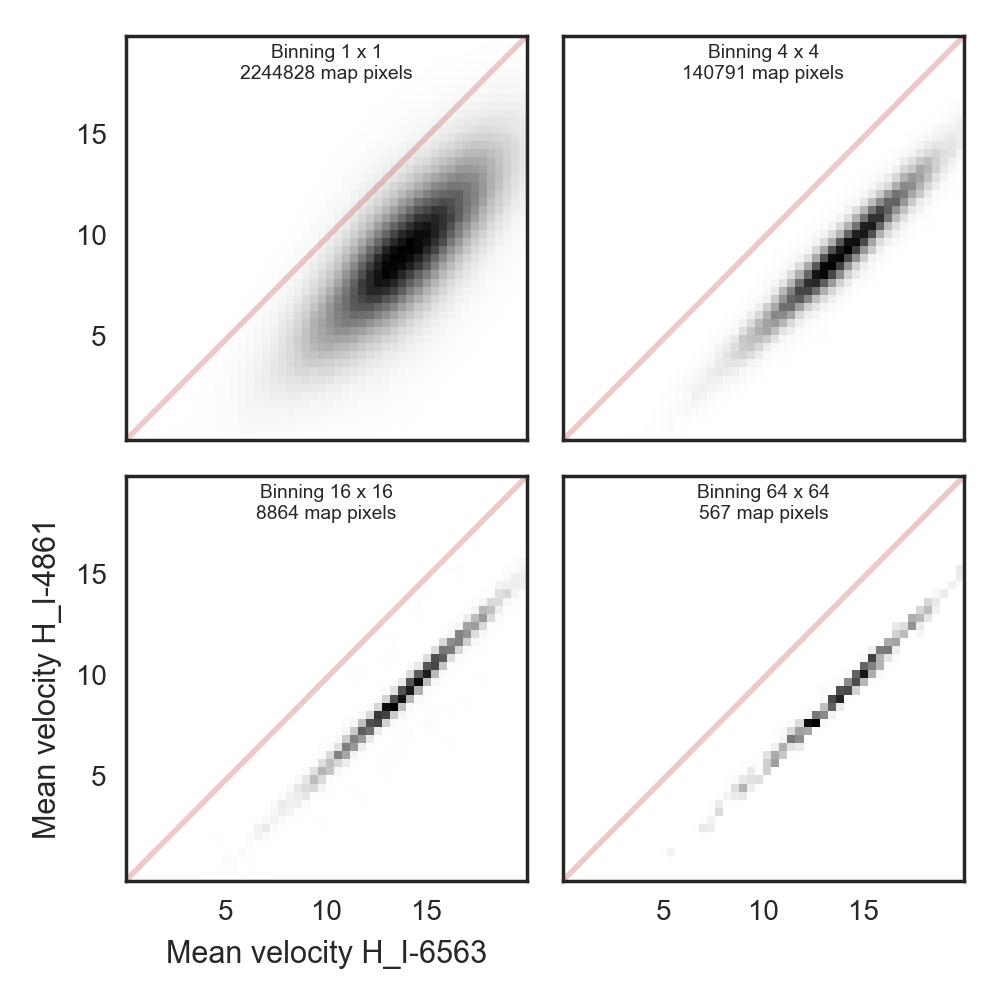 Binning 1 x 1
2244828 map pixels
Binning 4 x 4
140791 map pixels
15
10
5
Binning 16 x 16
8864 map pixels
Binning 64 x 64
567 map pixels
15
10
5
Mean velocity H_I-4861
5 10 15
5 10 15
Mean velocity H_I-6563